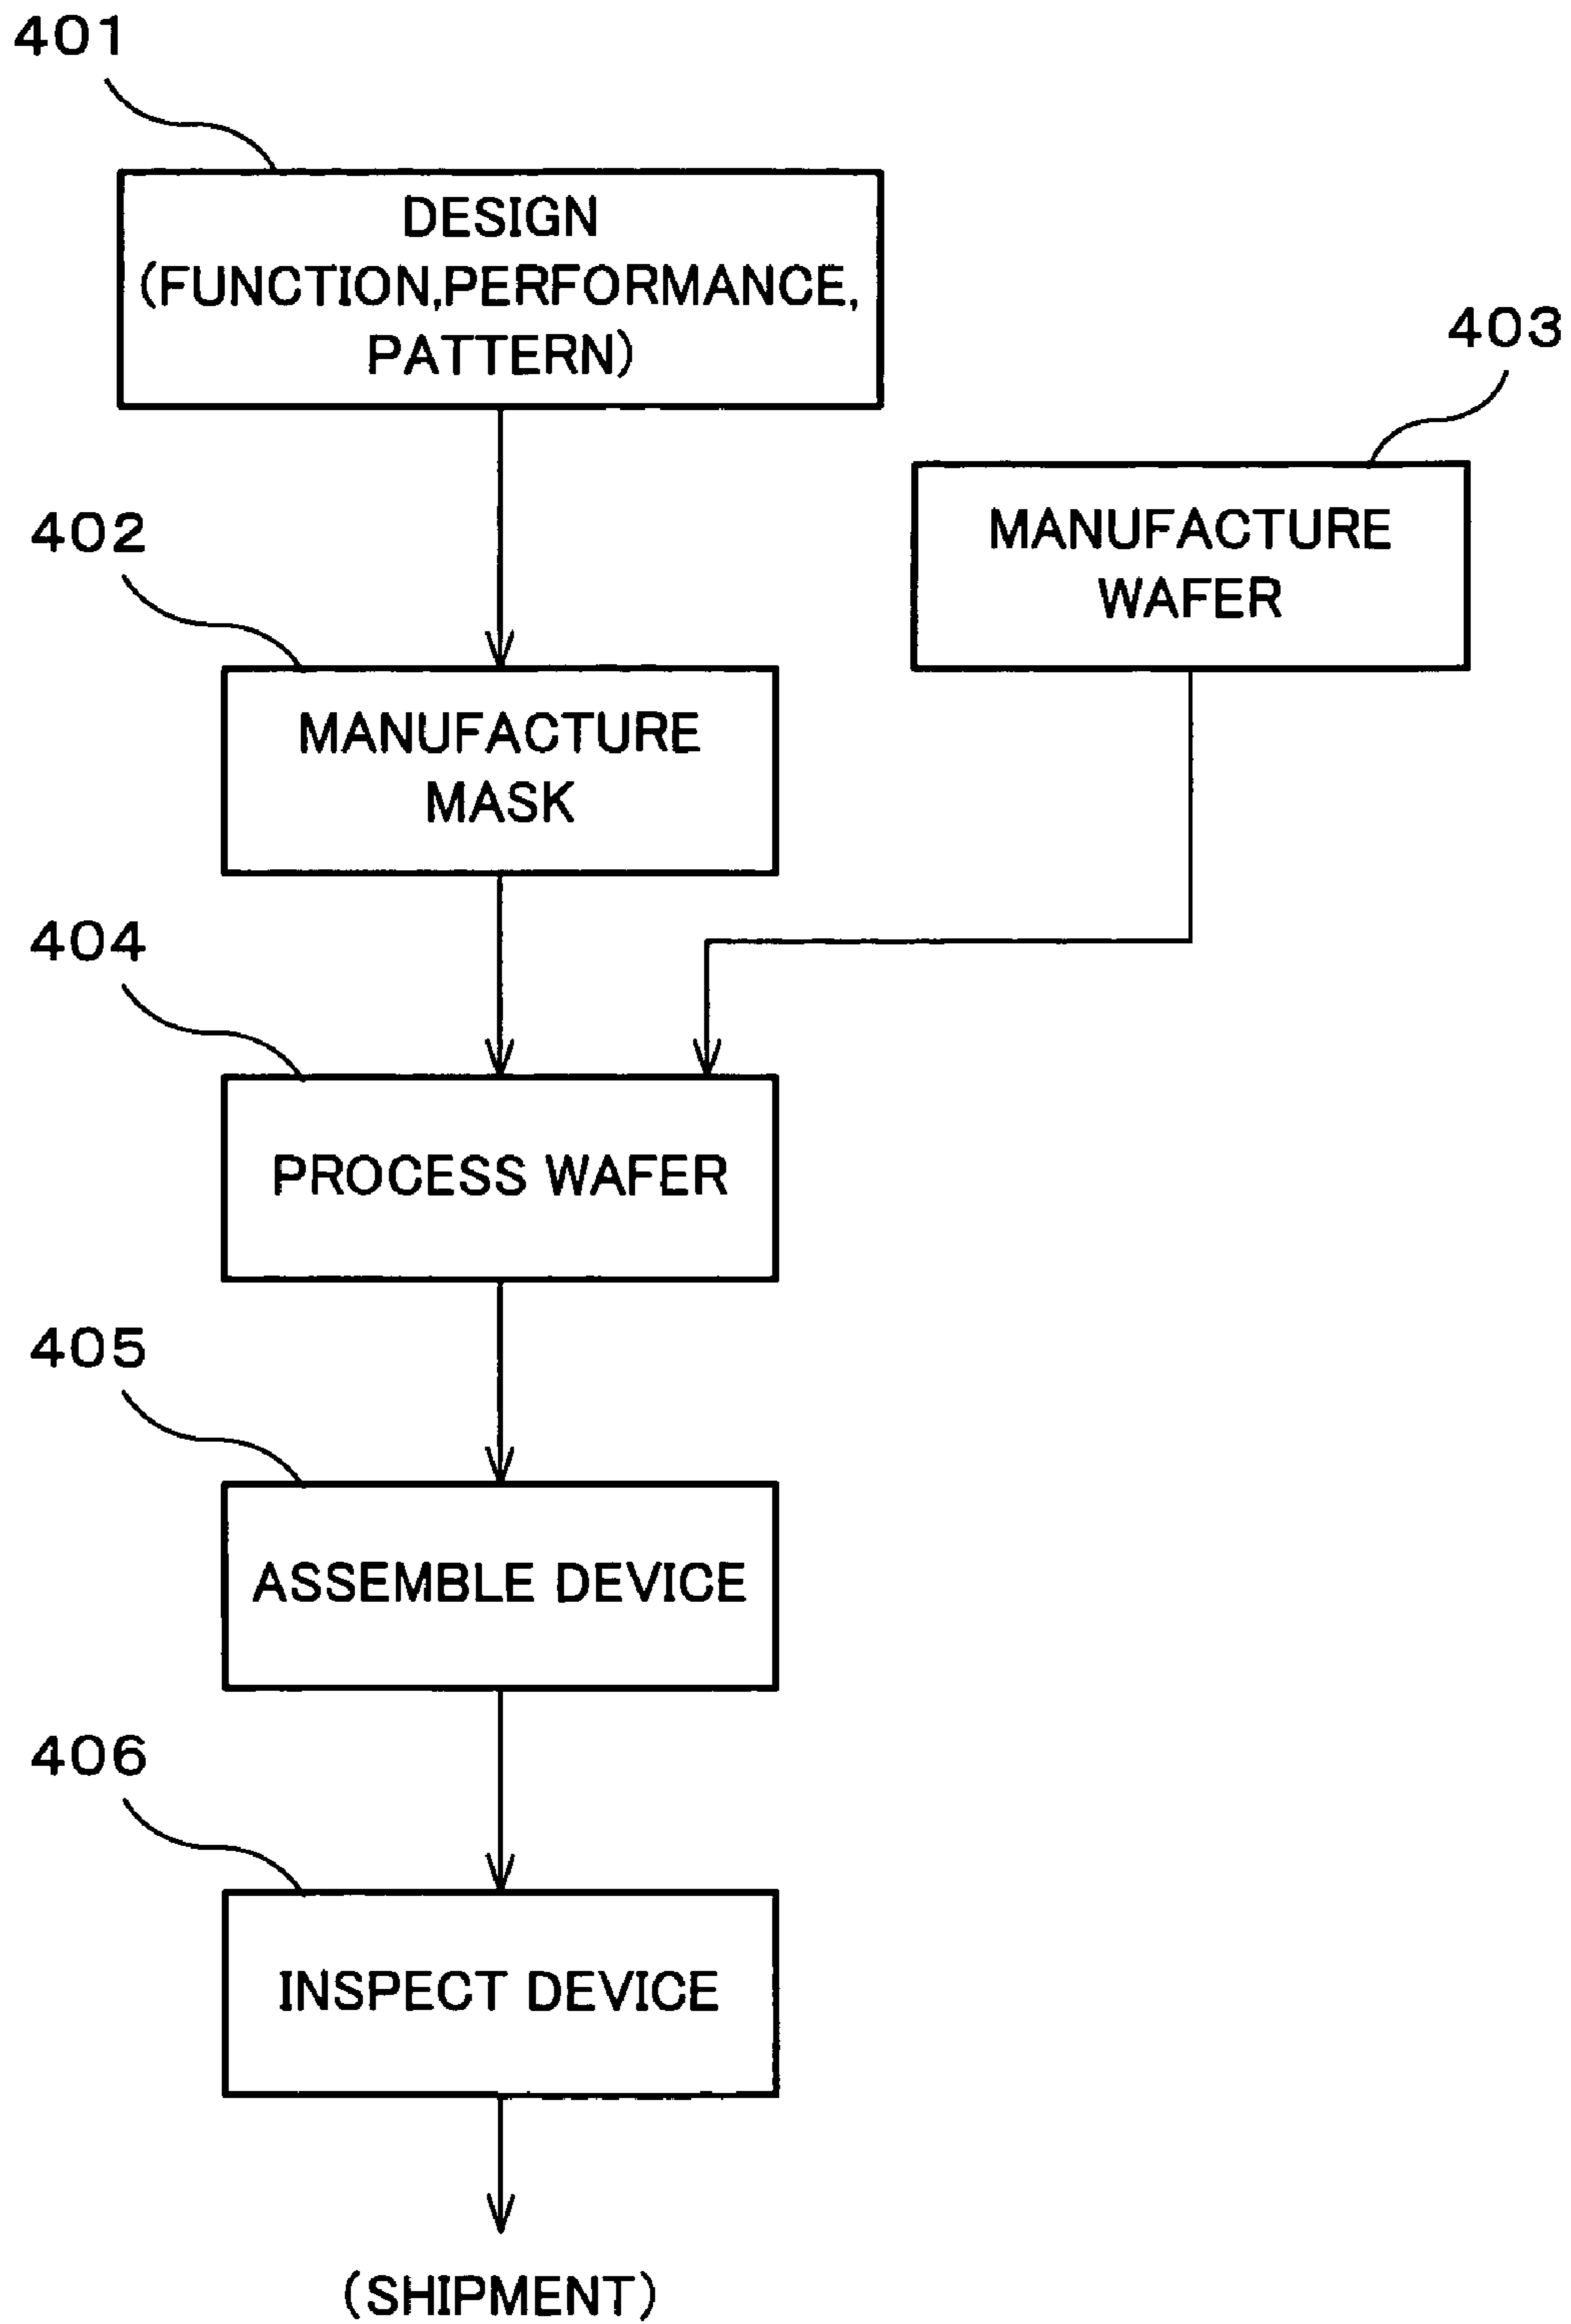 401
DESIGN
(FUNCTION,PERFORMANCE,
PATTERN)
403
MANUFACTURE
WAFER
402
MANUFACTURE
MASK
404
PROCESS WAFER
405
ASSEMBLE DEVICE
406
INSPECT DEVICE
(SHIPMENT)